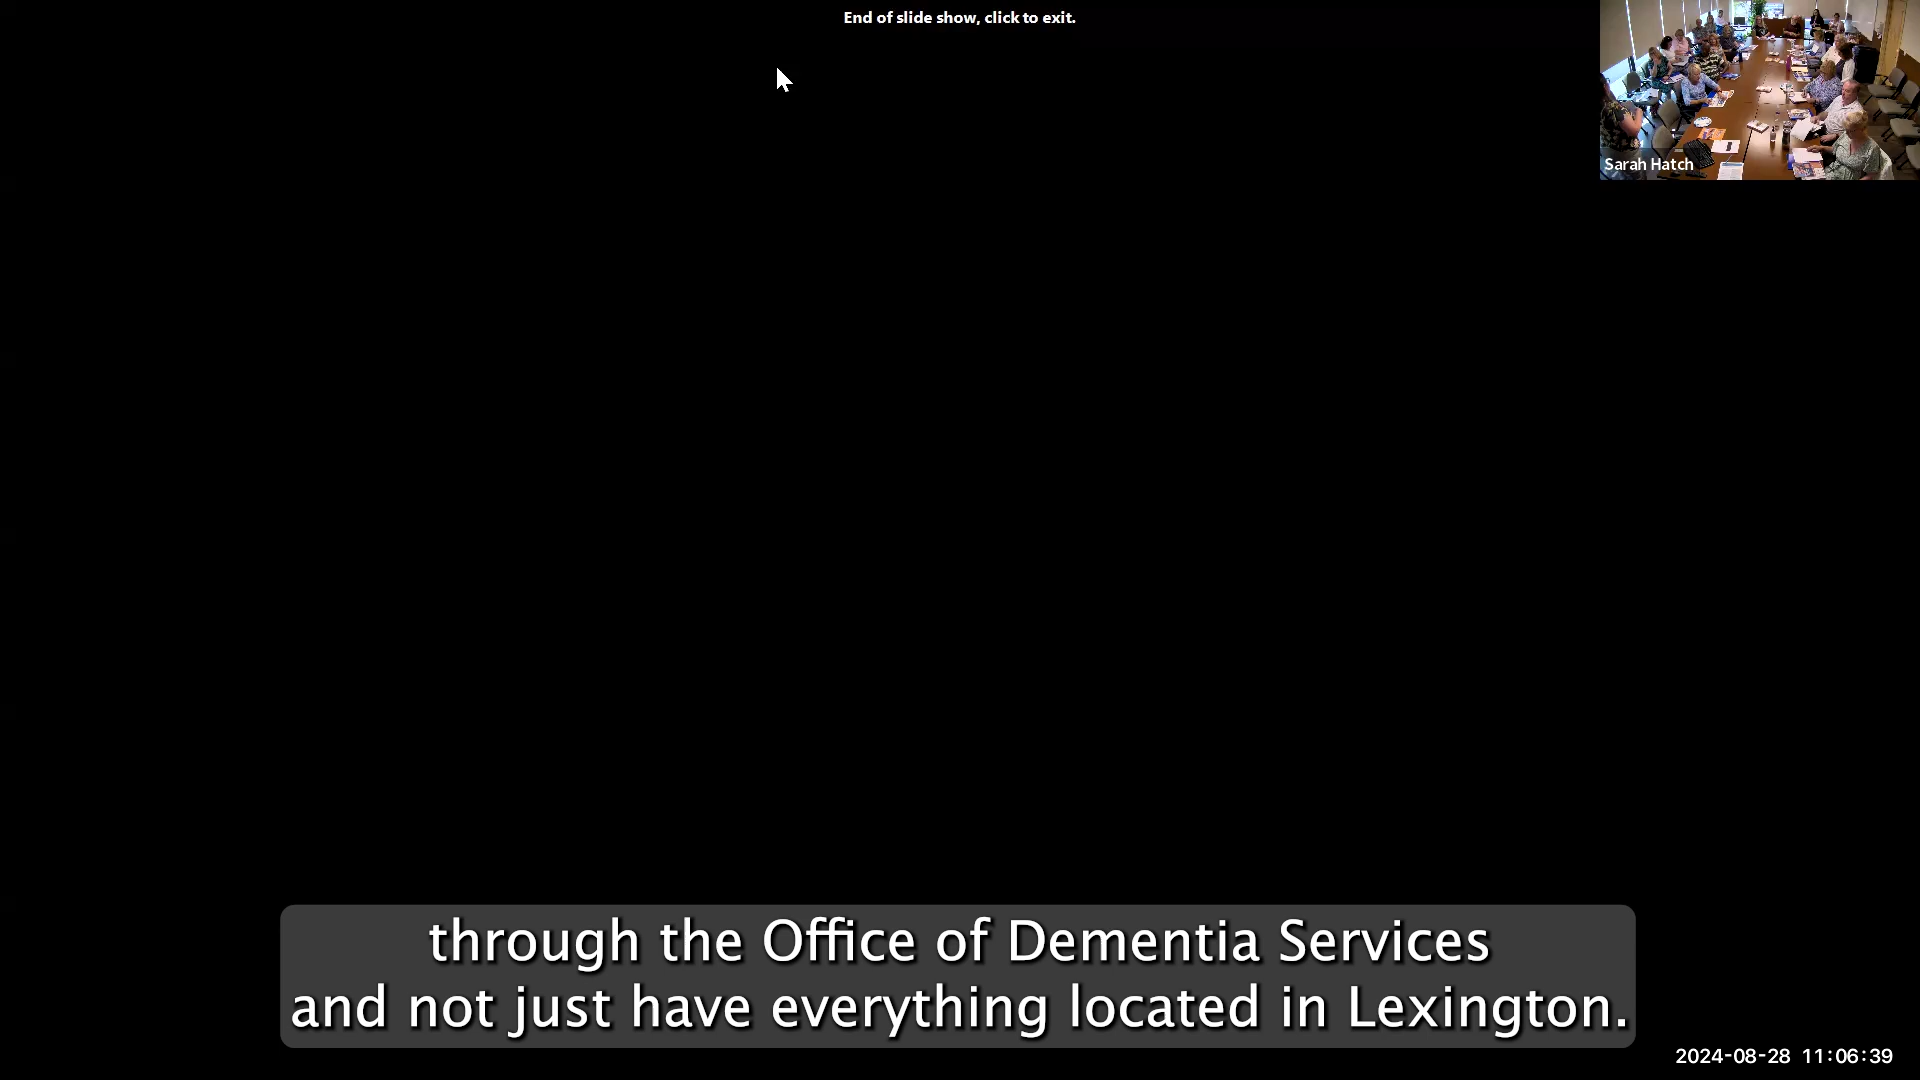 End of slide show, click to exit.
Sarah Hatch
through the Office of Dementia Services
and not just have everything located in Lexington.
2024-08-28 11:06:39